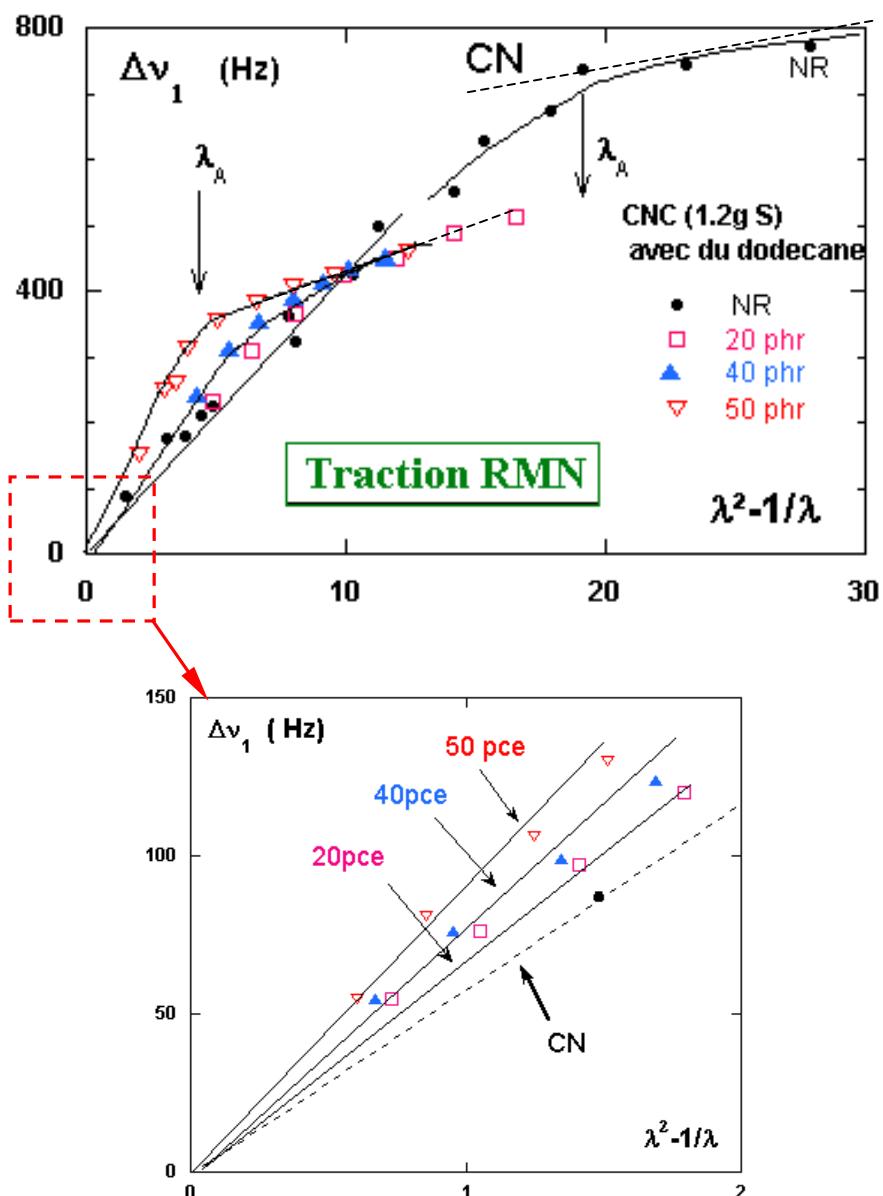 800
Δν₁ (Hz)
CN
NR
λA
λA
CNC (1.2g S)
avec du dodecane
400
NR
20 phr
40 phr
50 phr
Traction RMN
λ²-1/λ
0
0
10
20
30
150
Δν₁ ( Hz)
50 pce
40pce
20pce
100
50
CN
λ²-1/λ
0
0
1
2